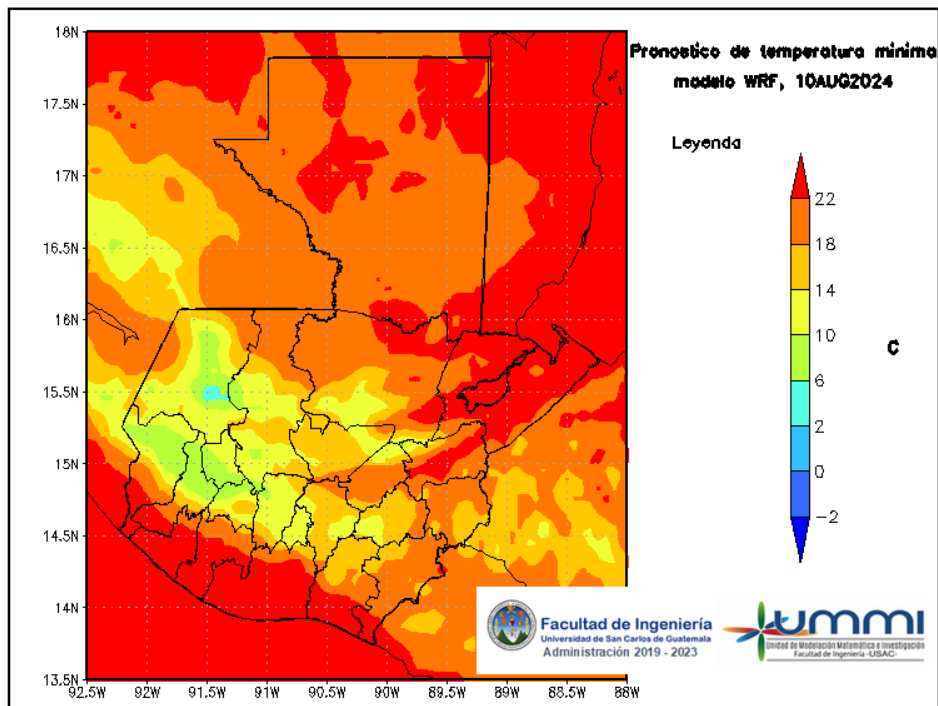 Pronostico de temperatura minima
modelo WRF, 10AUG2024
Leyenda
22
18
14
10
6
2
0
−2
C
18N
17.5N
17N
16.5N
16N
15.5N
15N
14.5N
14N
13.5N
92.5W 92W 91.5W 91W 90.5W 90W 89.5W 89W 88.5W 88W
Facultad de Ingeniería
Universidad de San Carlos de Guatemala
Administración 2019 - 2023
ummi
Unidad de Modelación Matemática e Investigación
Facultad de Ingeniería -USAC-